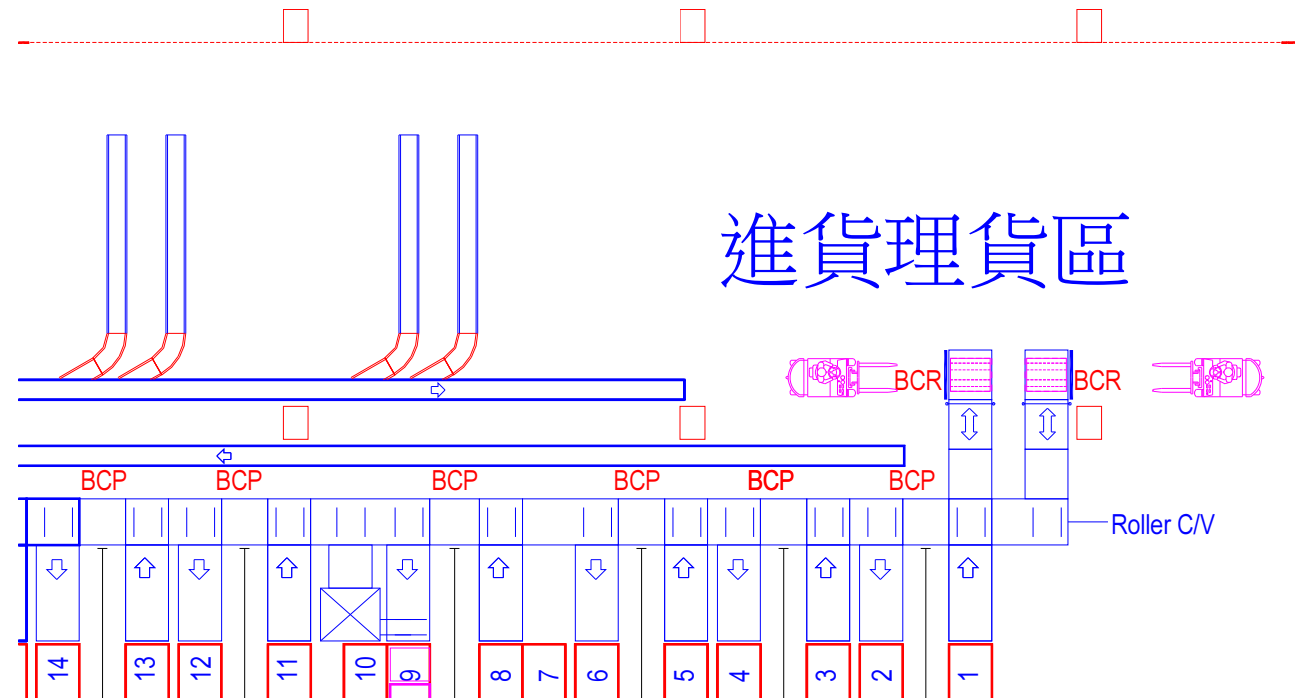 進貨理貨區
BCR BCR
BCP BCP BCP BCP BCP BCP
Roller C/V
14 13 12 11 10 9 8 7 6 5 4 3 2 1